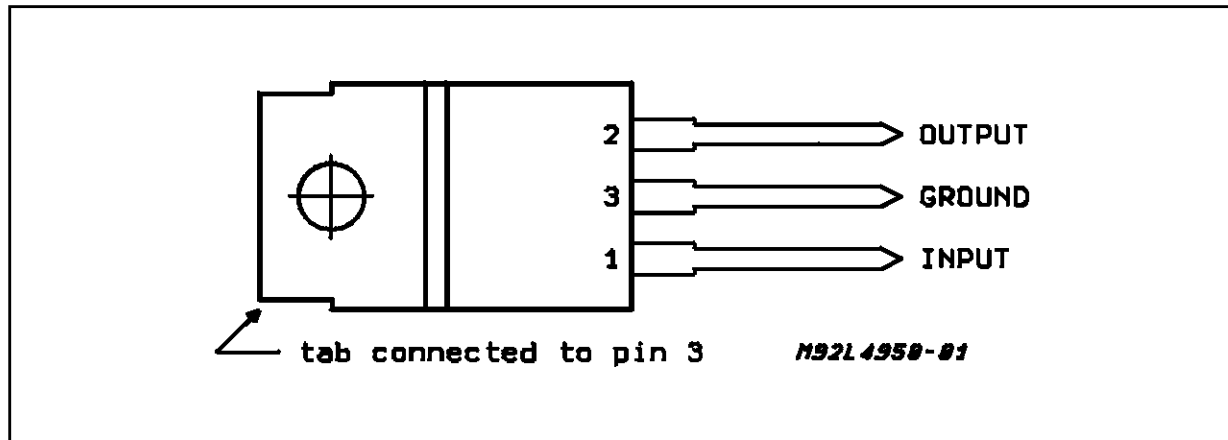 2 OUTPUT
3 GROUND
1 INPUT
tab connected to pin 3
M92L4950-01